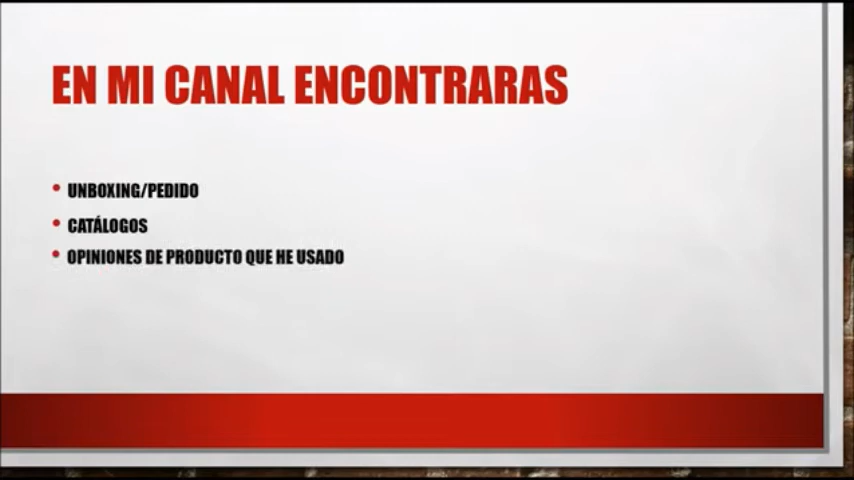 EN MI CANAL ENCONTRARAS
• UNBOXING/PEDIDO
• CATÁLOGOS
• OPINIONES DE PRODUCTO QUE HE USADO